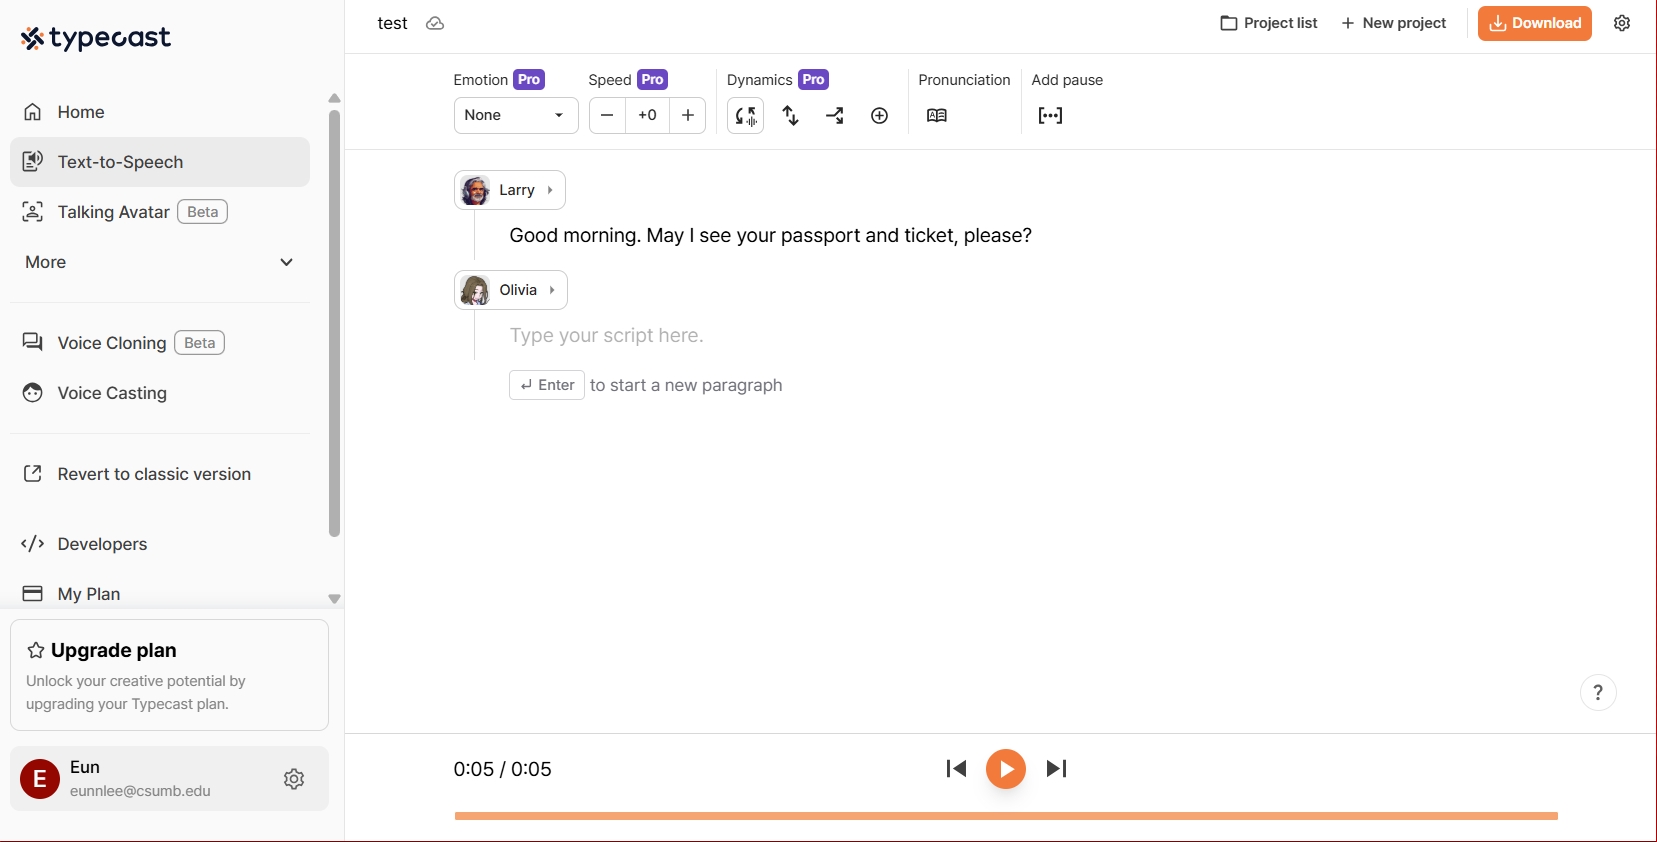 typecast
Home
Text-to-Speech
Talking Avatar Beta
More
Voice Cloning Beta
Voice Casting
Revert to classic version
Developers
My Plan
Upgrade plan
Unlock your creative potential by
upgrading your Typecast plan.
E
Eun
eunnlee@csumb.edu
test
Project list
New project
Download
Emotion Pro
Speed Pro
Dynamics Pro
Pronunciation
Add pause
None
+0
Larry
Good morning. May I see your passport and ticket, please?
Olivia
Type your script here.
Enter to start a new paragraph
?
0:05 / 0:05